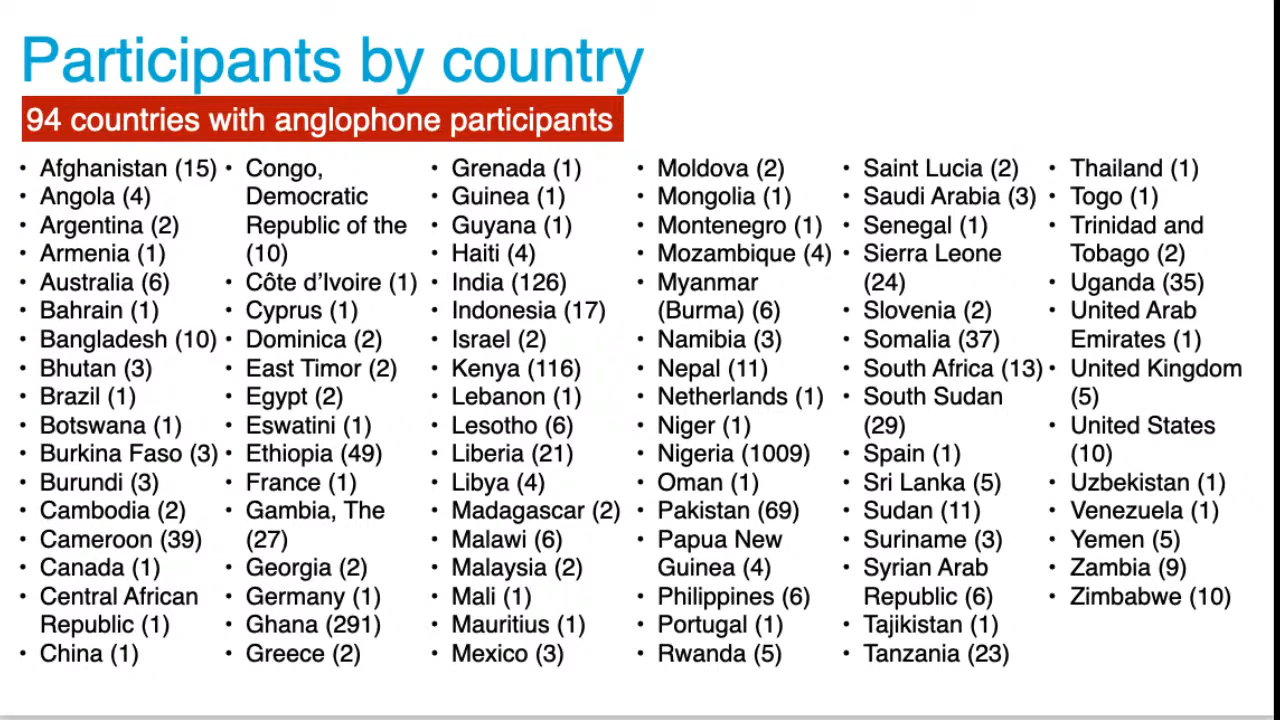 Participants by country
94 countries with anglophone participants
• Afghanistan (15)
• Angola (4)
• Argentina (2)
• Armenia (1)
• Australia (6)
• Bahrain (1)
• Bangladesh (10)
• Bhutan (3)
• Brazil (1)
• Botswana (1)
• Burkina Faso (3)
• Burundi (3)
• Cambodia (2)
• Cameroon (39)
• Canada (1)
• Central African
Republic (1)
• China (1)
• Congo,
Democratic
Republic of the
(10)
• Côte d’Ivoire (1)
• Cyprus (1)
• Dominica (2)
• East Timor (2)
• Egypt (2)
• Eswatini (1)
• Ethiopia (49)
• France (1)
• Gambia, The
(27)
• Georgia (2)
• Germany (1)
• Ghana (291)
• Greece (2)
• Grenada (1)
• Guinea (1)
• Guyana (1)
• Haiti (4)
• India (126)
• Indonesia (17)
• Israel (2)
• Kenya (116)
• Lebanon (1)
• Lesotho (6)
• Liberia (21)
• Libya (4)
• Madagascar (2)
• Malawi (6)
• Malaysia (2)
• Mali (1)
• Mauritius (1)
• Mexico (3)
• Moldova (2)
• Mongolia (1)
• Montenegro (1)
• Mozambique (4)
• Myanmar
(Burma) (6)
• Namibia (3)
• Nepal (11)
• Netherlands (1)
• Niger (1)
• Nigeria (1009)
• Oman (1)
• Pakistan (69)
• Papua New
Guinea (4)
• Philippines (6)
• Portugal (1)
• Rwanda (5)
• Saint Lucia (2)
• Saudi Arabia (3)
• Senegal (1)
• Sierra Leone
(24)
• Slovenia (2)
• Somalia (37)
• South Africa (13)
• South Sudan
(29)
• Spain (1)
• Sri Lanka (5)
• Sudan (11)
• Suriname (3)
• Syrian Arab
Republic (6)
• Tajikistan (1)
• Tanzania (23)
• Thailand (1)
• Togo (1)
• Trinidad and
Tobago (2)
• Uganda (35)
• United Arab
Emirates (1)
• United Kingdom
(5)
• United States
(10)
• Uzbekistan (1)
• Venezuela (1)
• Yemen (5)
• Zambia (9)
• Zimbabwe (10)